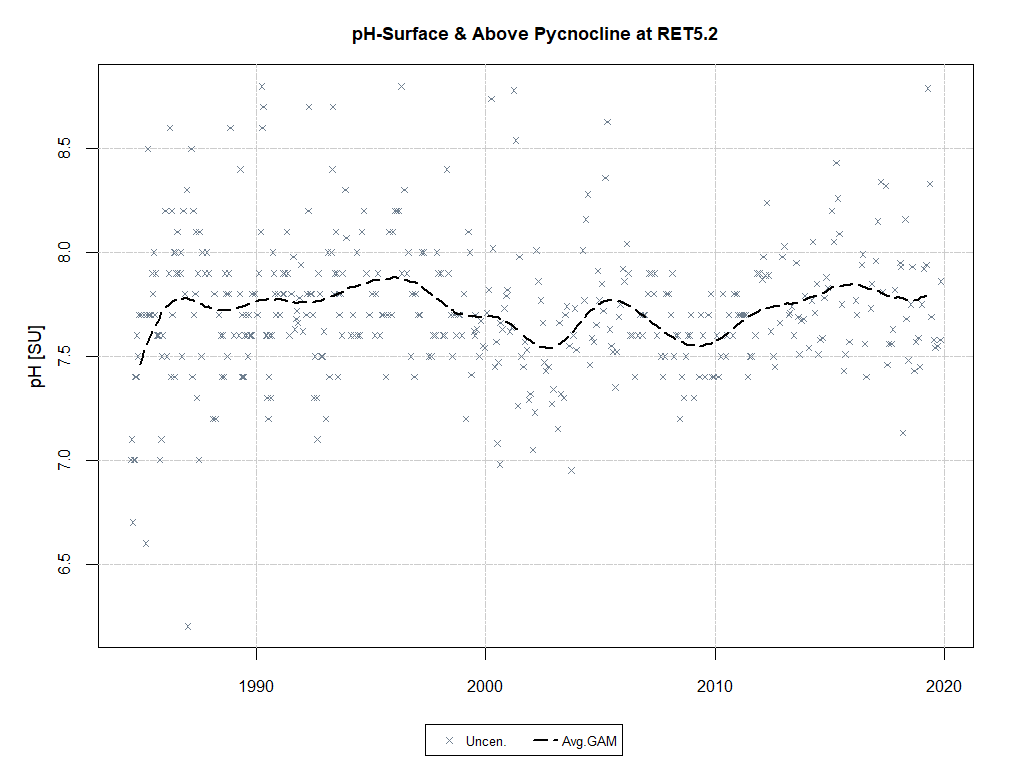 pH-Surface & Above Pycnocline at RET5.2
pH [SU]
8.5
8.0
7.5
7.0
6.5
1990
2000
2010
2020
Uncen.
Avg.GAM